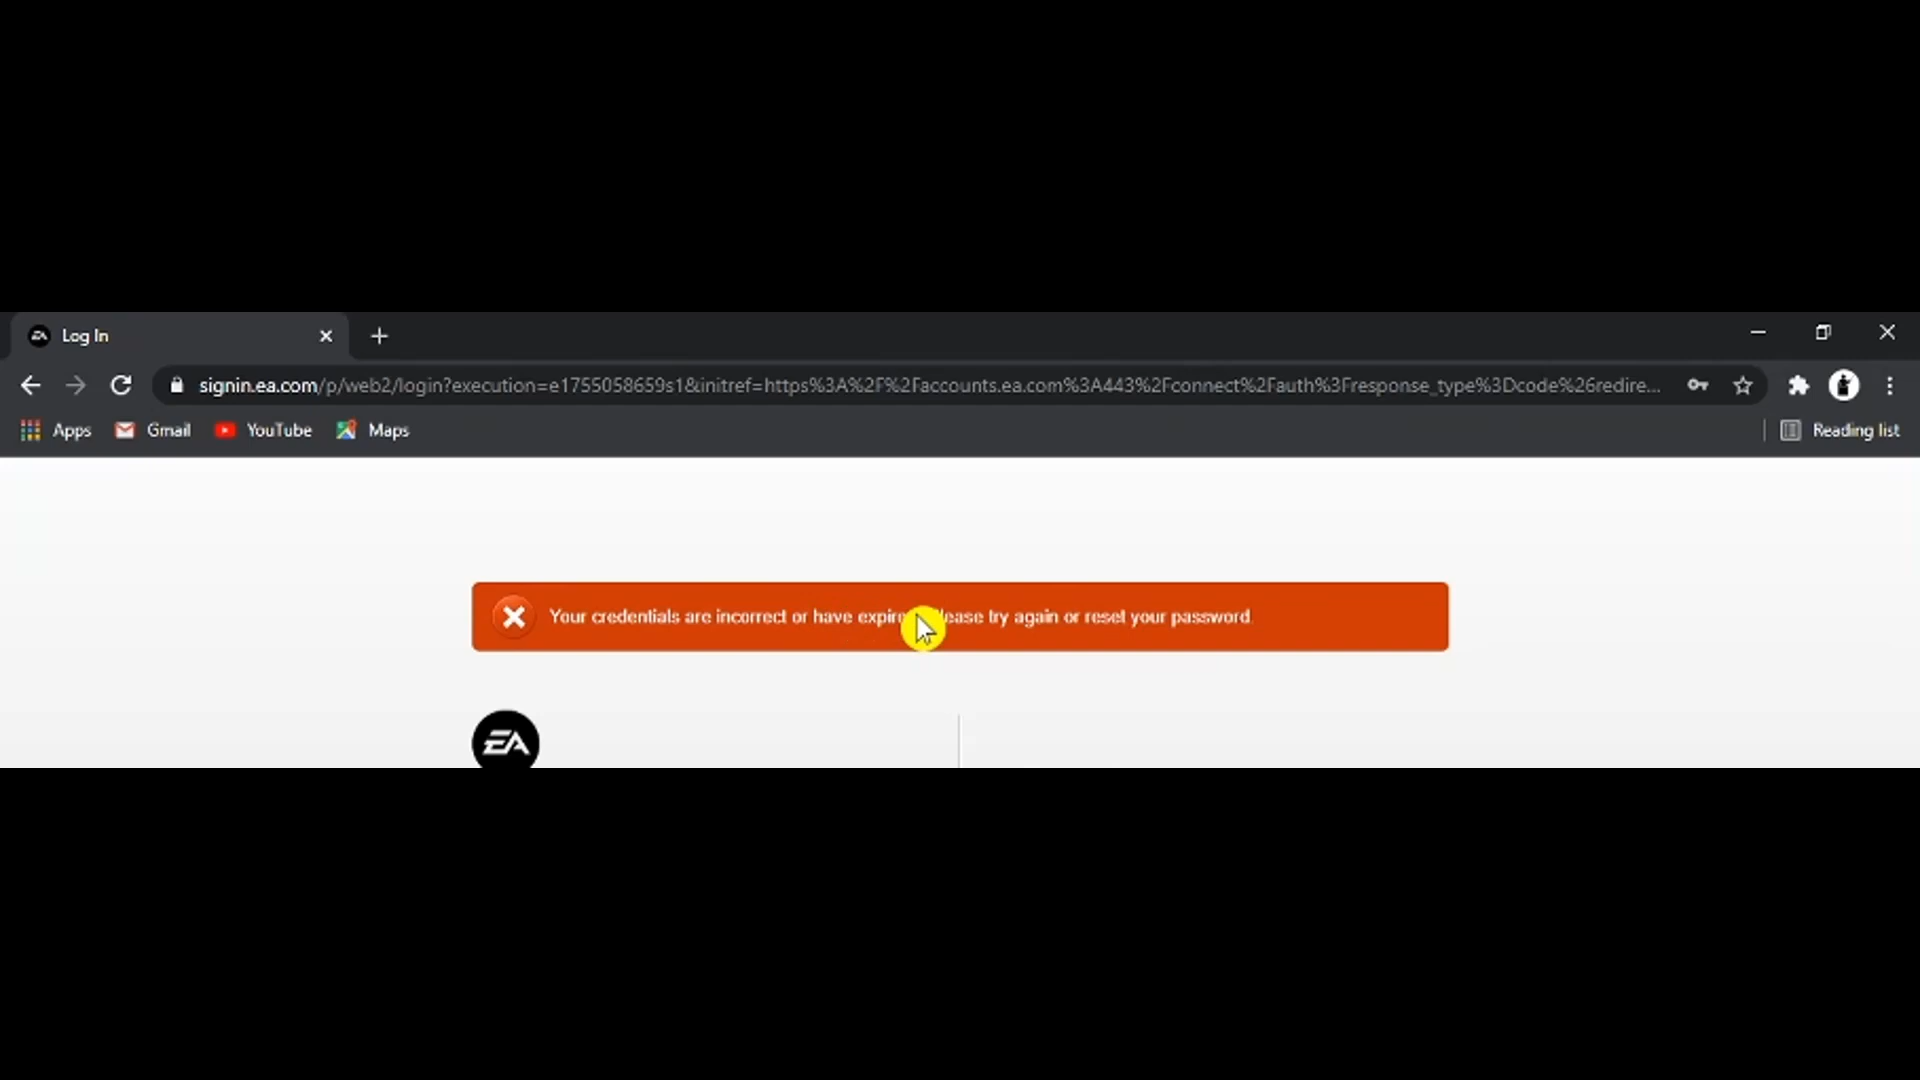 Log In
signin.ea.com/p/web2/login?execution=e1755058659s1&initref=https%3A%2F%2Faccounts.ea.com%3A443%2Fconnect%2Fauth%3Fresponse_type%3Dcode%26redire...
Apps Gmail YouTube Maps Reading list
Your credentials are incorrect or have try again or reset your password.
EA